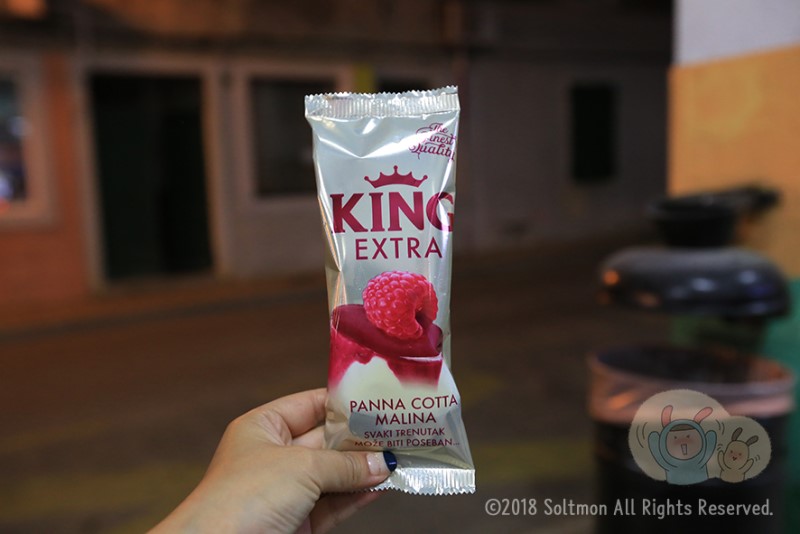 The
Finest
Quality
KING
EXTRA
PANNA COTTA
MALINA
SVAKI TRENUTAK
MOŽE BITI POSEBAN...
©2018 Soltmon All Rights Reserved.